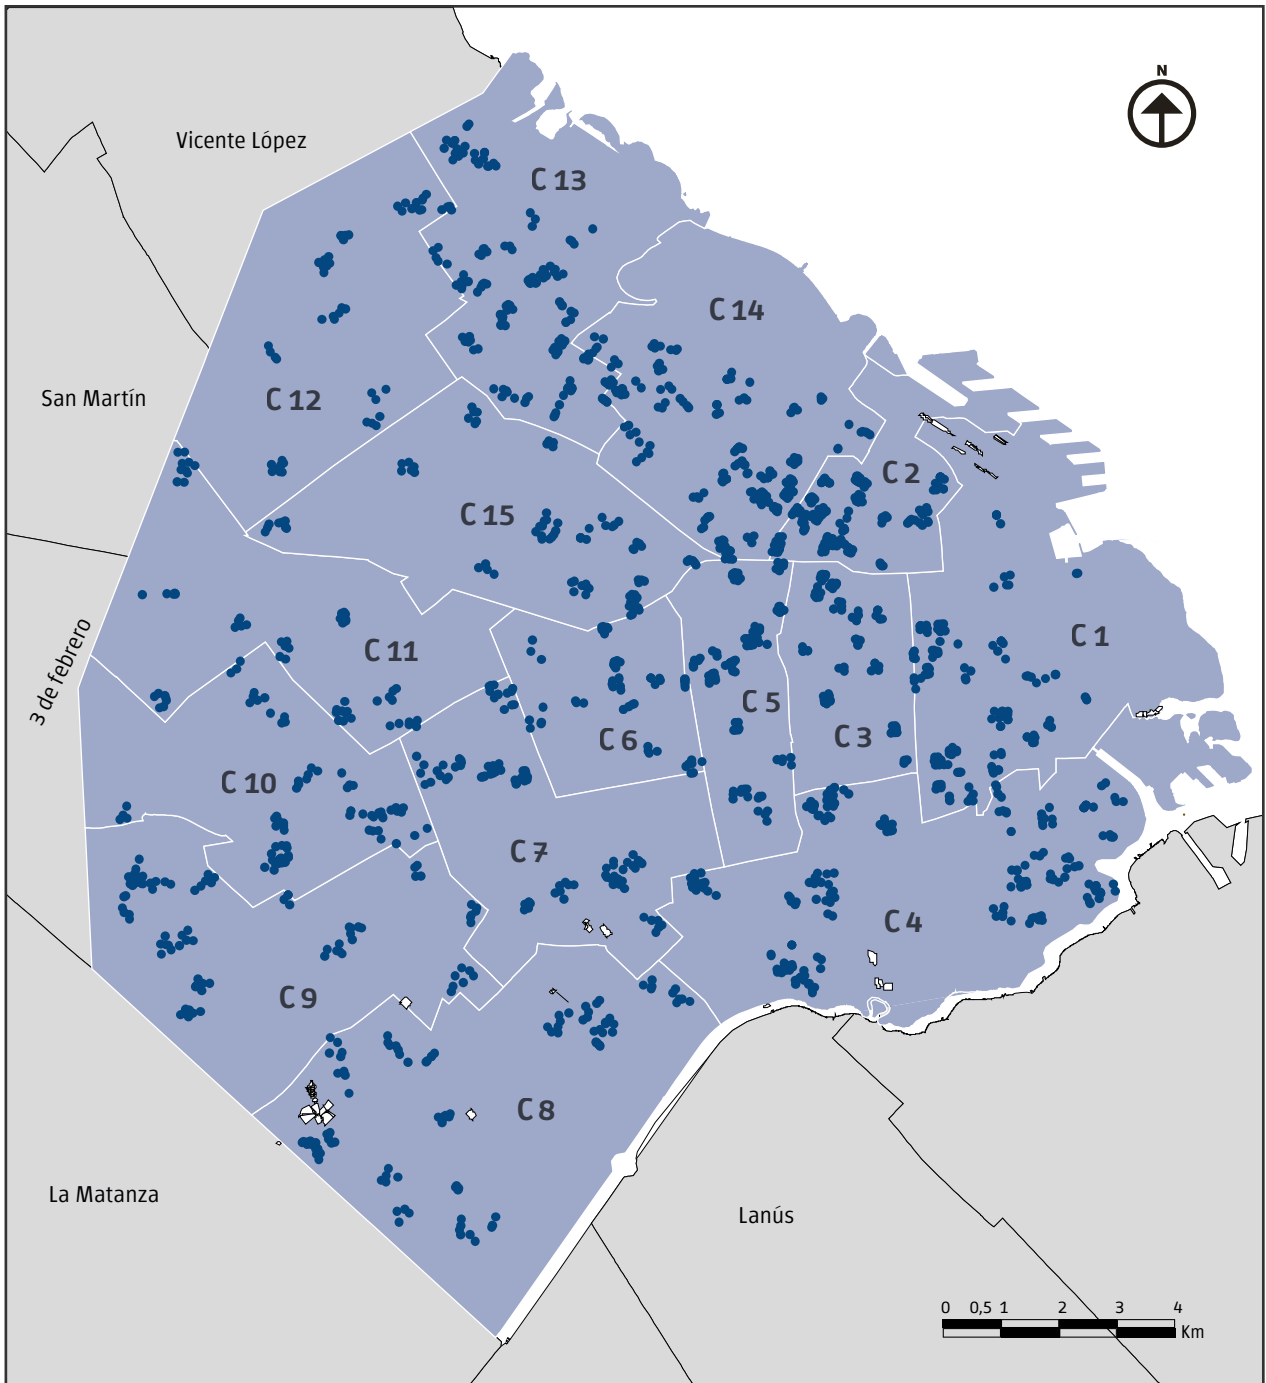 N
Vicente López
C 13
C 14
San Martín
C 12
C 2
C 15
3 de febrero
C 11
C 1
C 5
C 6
C 3
C 10
C 7
C 4
C 9
C 8
La Matanza
Lanús
0 0,5 1 2 3 4
Km